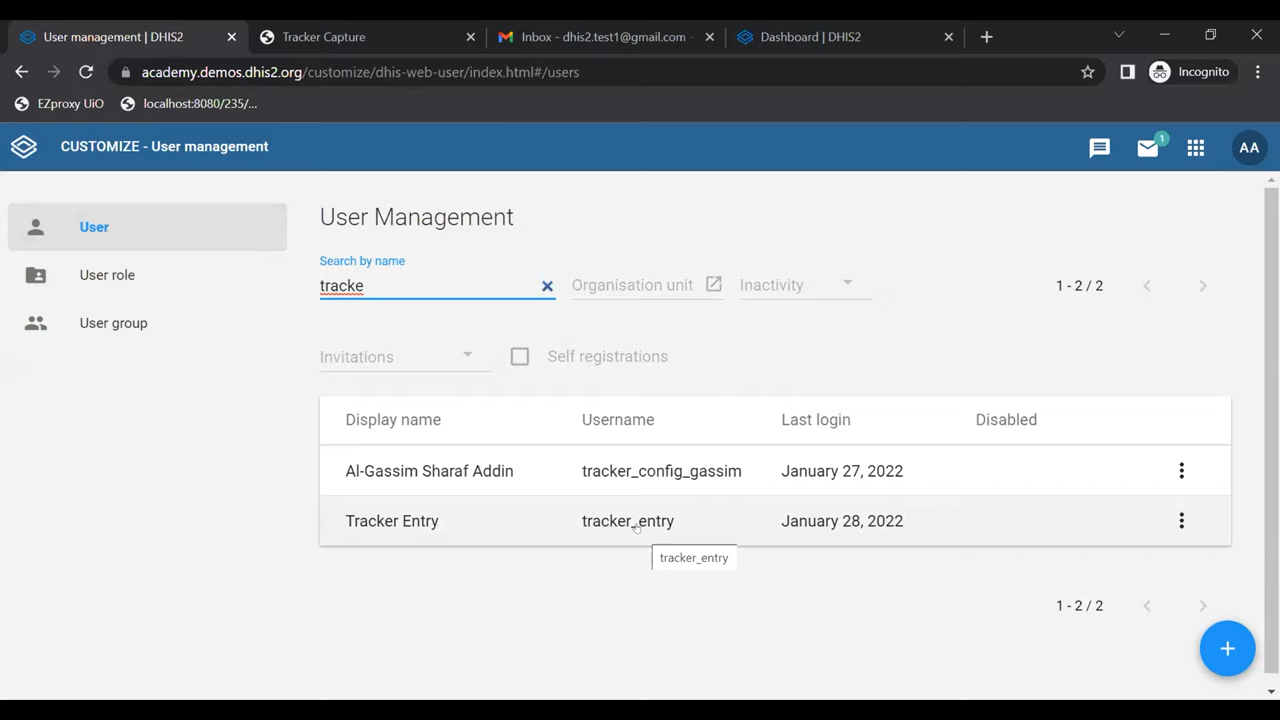 User management | DHIS2
Tracker Capture
Inbox - dhis2.test1@gmail.com -
Dashboard | DHIS2
academy.demos.dhis2.org/customize/dhis-web-user/index.html#/users
Incognito
EZproxy UiO
localhost:8080/235/...
CUSTOMIZE - User management
1
AA
User
User role
User group
User Management
Search by name
tracke
Organisation unit
Inactivity
1 - 2 / 2
Invitations
Self registrations
Display name Username Last login Disabled
Al-Gassim Sharaf Addin tracker_config_gassim January 27, 2022
Tracker Entry tracker_entry January 28, 2022
tracker_entry
1 - 2 / 2